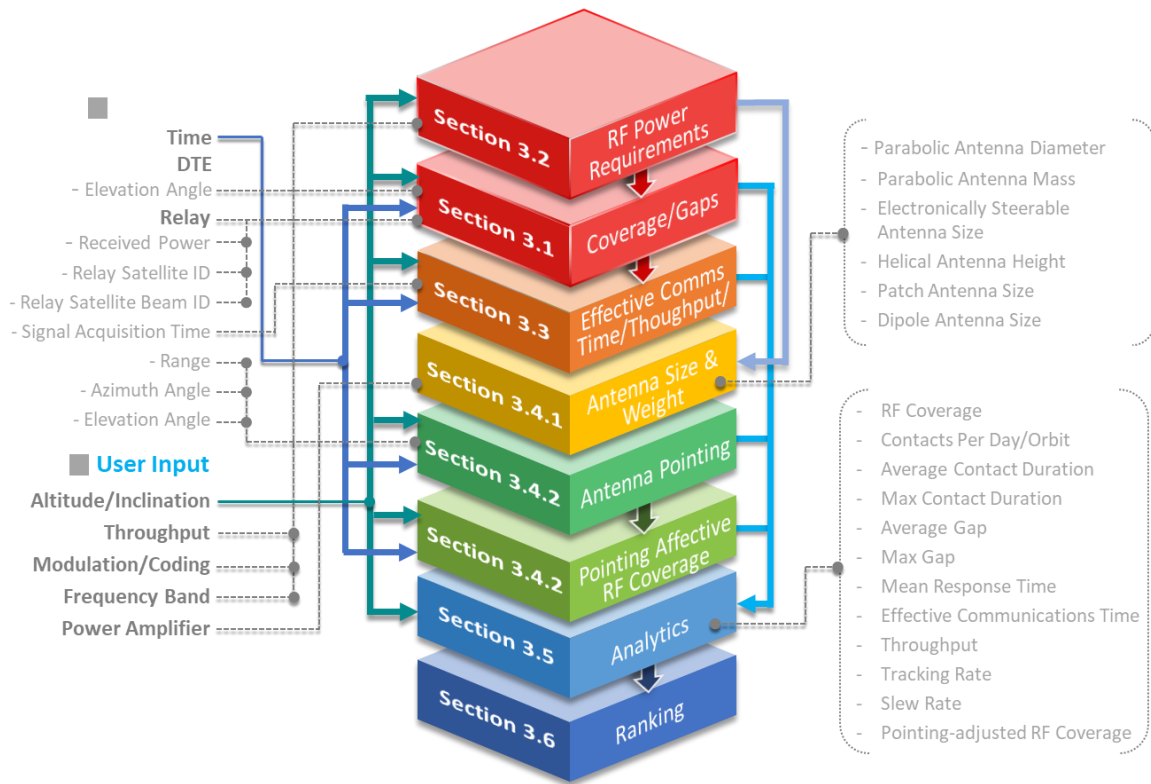 Time
DTE
- Elevation Angle
Relay
- Received Power
- Relay Satellite ID
- Relay Satellite Beam ID
- Signal Acquisition Time
- Range
- Azimuth Angle
- Elevation Angle
User Input
Altitude/Inclination
Throughput
Modulation/Coding
Frequency Band
Power Amplifier
Section 3.2
RF Power
Requirements
Section 3.1
Coverage/Gaps
Section 3.3
Effective Comms
Time/Thoughput/
Section 3.4.1
Antenna Size &
Weight
Section 3.4.2
Antenna Pointing
Section 3.4.2
Pointing Affective
RF Coverage
Section 3.5
Analytics
Section 3.6
Ranking
- Parabolic Antenna Diameter
- Parabolic Antenna Mass
- Electronically Steerable
Antenna Size
- Helical Antenna Height
- Patch Antenna Size
- Dipole Antenna Size
- RF Coverage
- Contacts Per Day/Orbit
- Average Contact Duration
- Max Contact Duration
- Average Gap
- Max Gap
- Mean Response Time
- Effective Communications Time
- Throughput
- Tracking Rate
- Slew Rate
- Pointing-adjusted RF Coverage